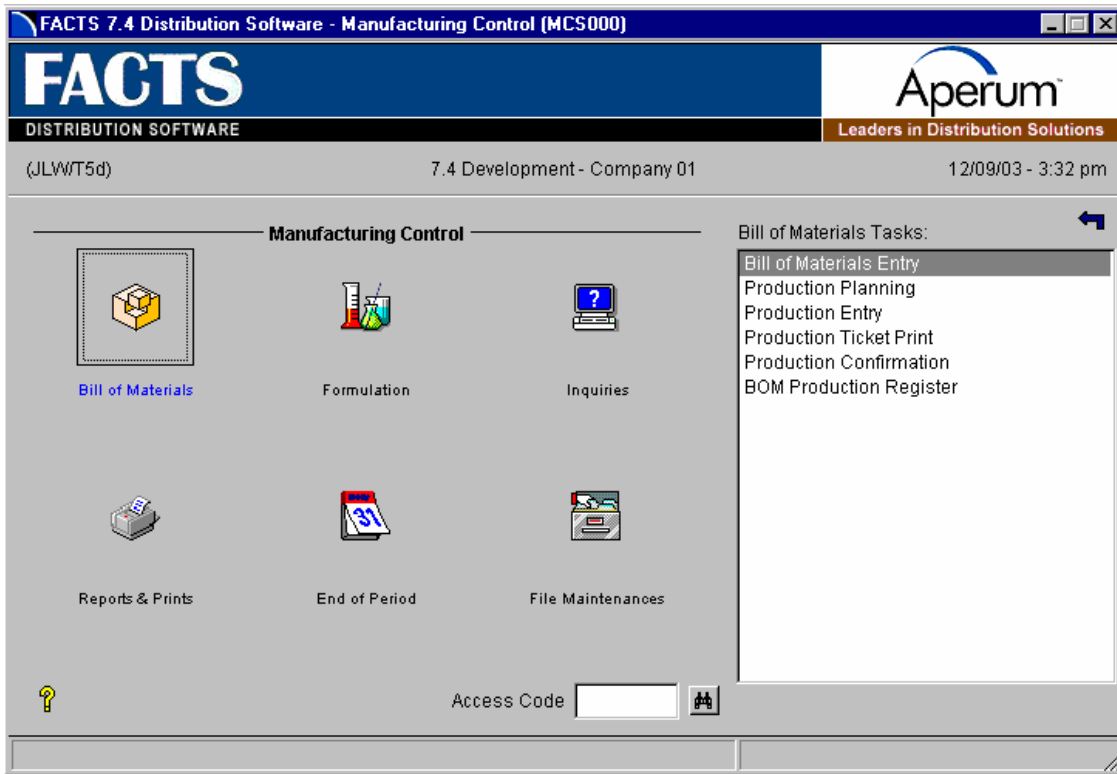 FACTS 7.4 Distribution Software - Manufacturing Control (MCS000)
FACTS
DISTRIBUTION SOFTWARE
Aperum™
Leaders in Distribution Solutions
(JLW/T5d)
7.4 Development - Company 01
12/09/03 - 3:32 pm
Manufacturing Control
Bill of Materials
Formulation
?
Inquiries
Reports & Prints
31
End of Period
File Maintenances
Bill of Materials Tasks:
Bill of Materials Entry
Production Planning
Production Entry
Production Ticket Print
Production Confirmation
BOM Production Register
?
Access Code